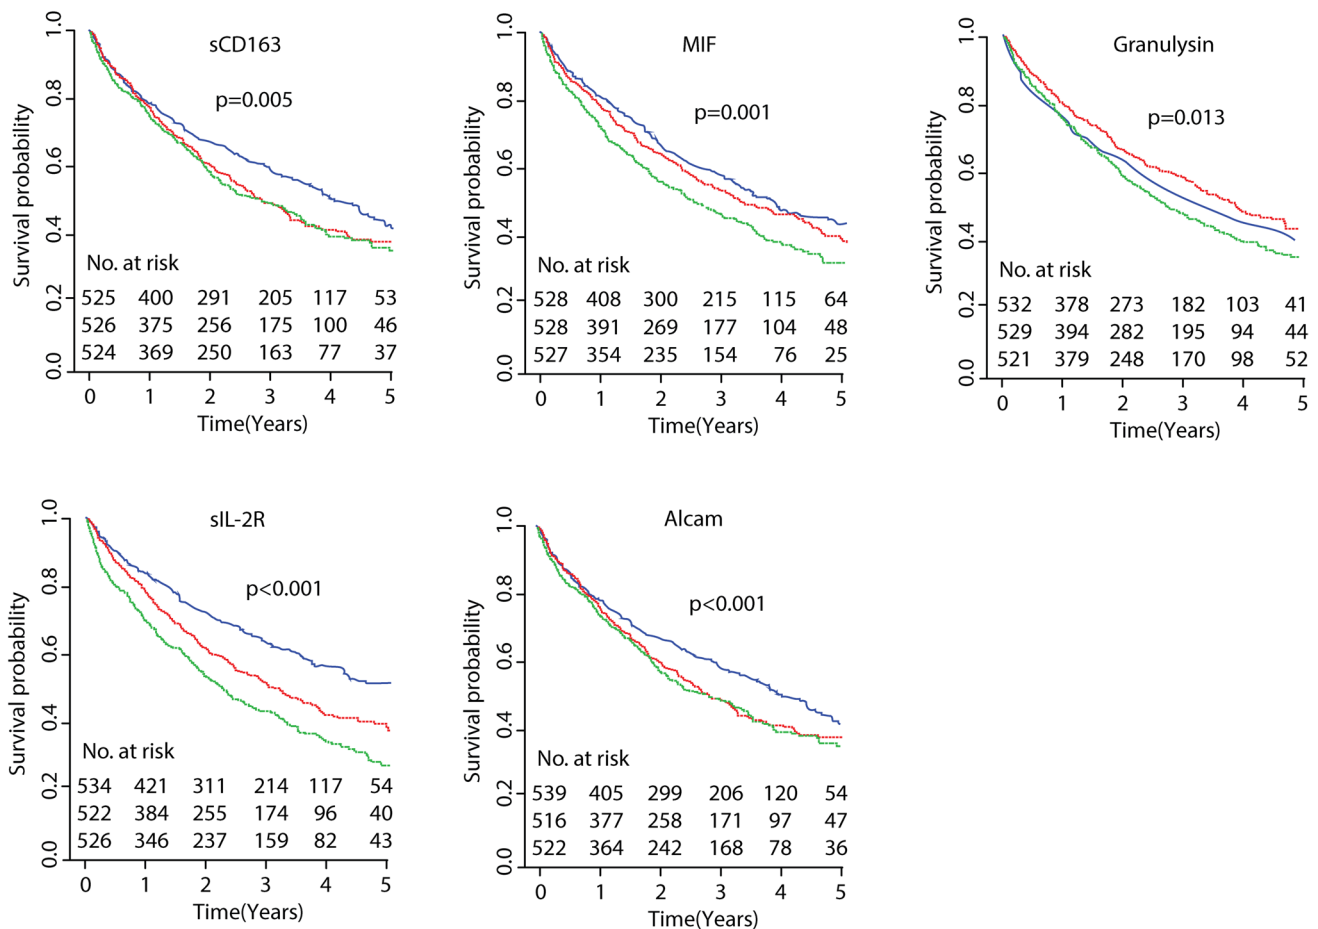 sCD163
p=0.005
Survival probability
1.0
0.8
0.6
0.4
0.2
0.0
No. at risk
525 400 291 205 117 53
526 375 256 175 100 46
524 369 250 163 77 37
0 1 2 3 4 5
Time(Years)
MIF
p=0.001
Survival probability
1.0
0.8
0.6
0.4
0.2
0.0
No. at risk
528 408 300 215 115 64
528 391 269 177 104 48
527 354 235 154 76 25
0 1 2 3 4 5
Time(Years)
Granulysin
p=0.013
Survival probability
1.0
0.8
0.6
0.4
0.2
0.0
No. at risk
532 378 273 182 103 41
529 394 282 195 94 44
521 379 248 170 98 52
0 1 2 3 4 5
Time(Years)
sIL-2R
p<0.001
Survival probability
1.0
0.8
0.6
0.4
0.2
0.0
No. at risk
534 421 311 214 117 54
522 384 255 174 96 40
526 346 237 159 82 43
0 1 2 3 4 5
Time(Years)
Alcam
p<0.001
Survival probability
1.0
0.8
0.6
0.4
0.2
0.0
No. at risk
539 405 299 206 120 54
516 377 258 171 97 47
522 364 242 168 78 36
0 1 2 3 4 5
Time(Years)